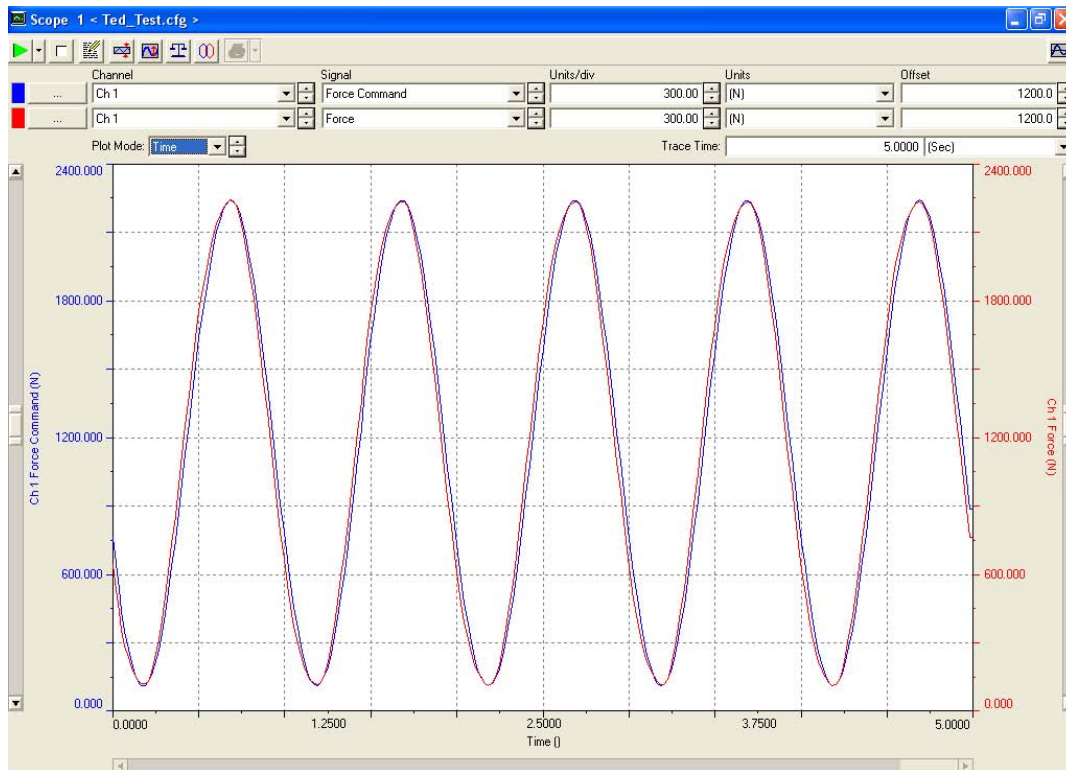 Scope 1 < Ted_Test.cfg >
Channel Signal Units/div Units Offset
... Ch 1 Force Command 300.00 (N) 1200.0
... Ch 1 Force 300.00 (N) 1200.0
Plot Mode: Time Trace Time: 5.0000 (Sec)
2400.000 2400.000
1800.000 1800.000
Ch 1 Force Command (N)
Ch 1 Force (N)
1200.000 1200.000
600.000 600.000
0.000 0.000
0.0000 1.2500 2.5000 3.7500 5.0000
Time ()